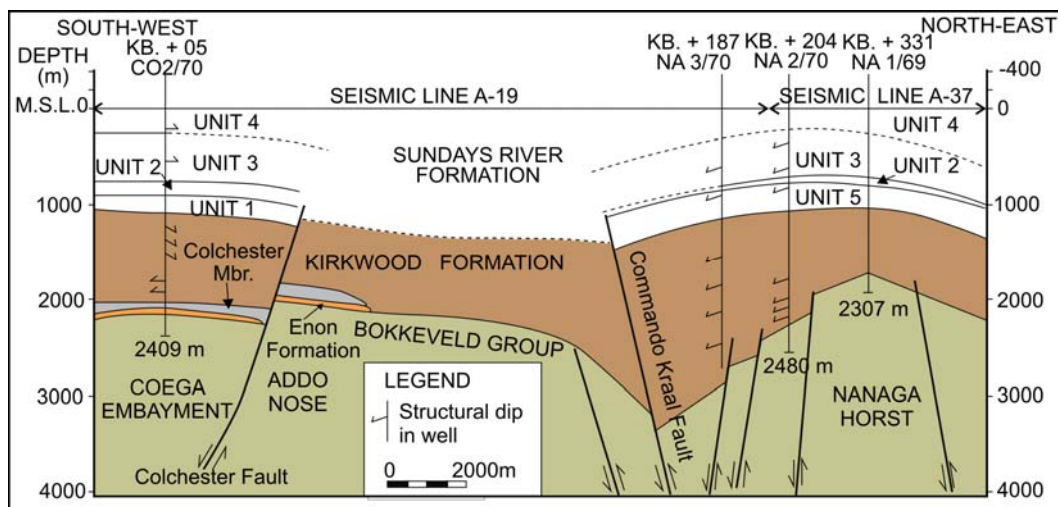 SOUTH-WEST
NORTH-EAST
KB. + 05
KB. + 187
KB. + 204
KB. + 331
DEPTH
(m)
CO2/70
NA 3/70
NA 2/70
NA 1/69
-400
M.S.L.0
SEISMIC LINE A-19
SEISMIC LINE A-37
0
UNIT 4
UNIT 4
UNIT 2
UNIT 3
SUNDAYS RIVER
FORMATION
UNIT 3
UNIT 2
1000
UNIT 1
UNIT 5
1000
Colchester
Mbr.
KIRKWOOD FORMATION
Commando Kraal Fault
2000
2000
Enon
Formation
BOKKEVELD GROUP
2307 m
2409 m
2480 m
COEGA
EMBAYMENT
ADDO
NOSE
LEGEND
Structural dip
in well
NANAGA
HORST
3000
3000
0 2000m
Colchester Fault
4000
4000